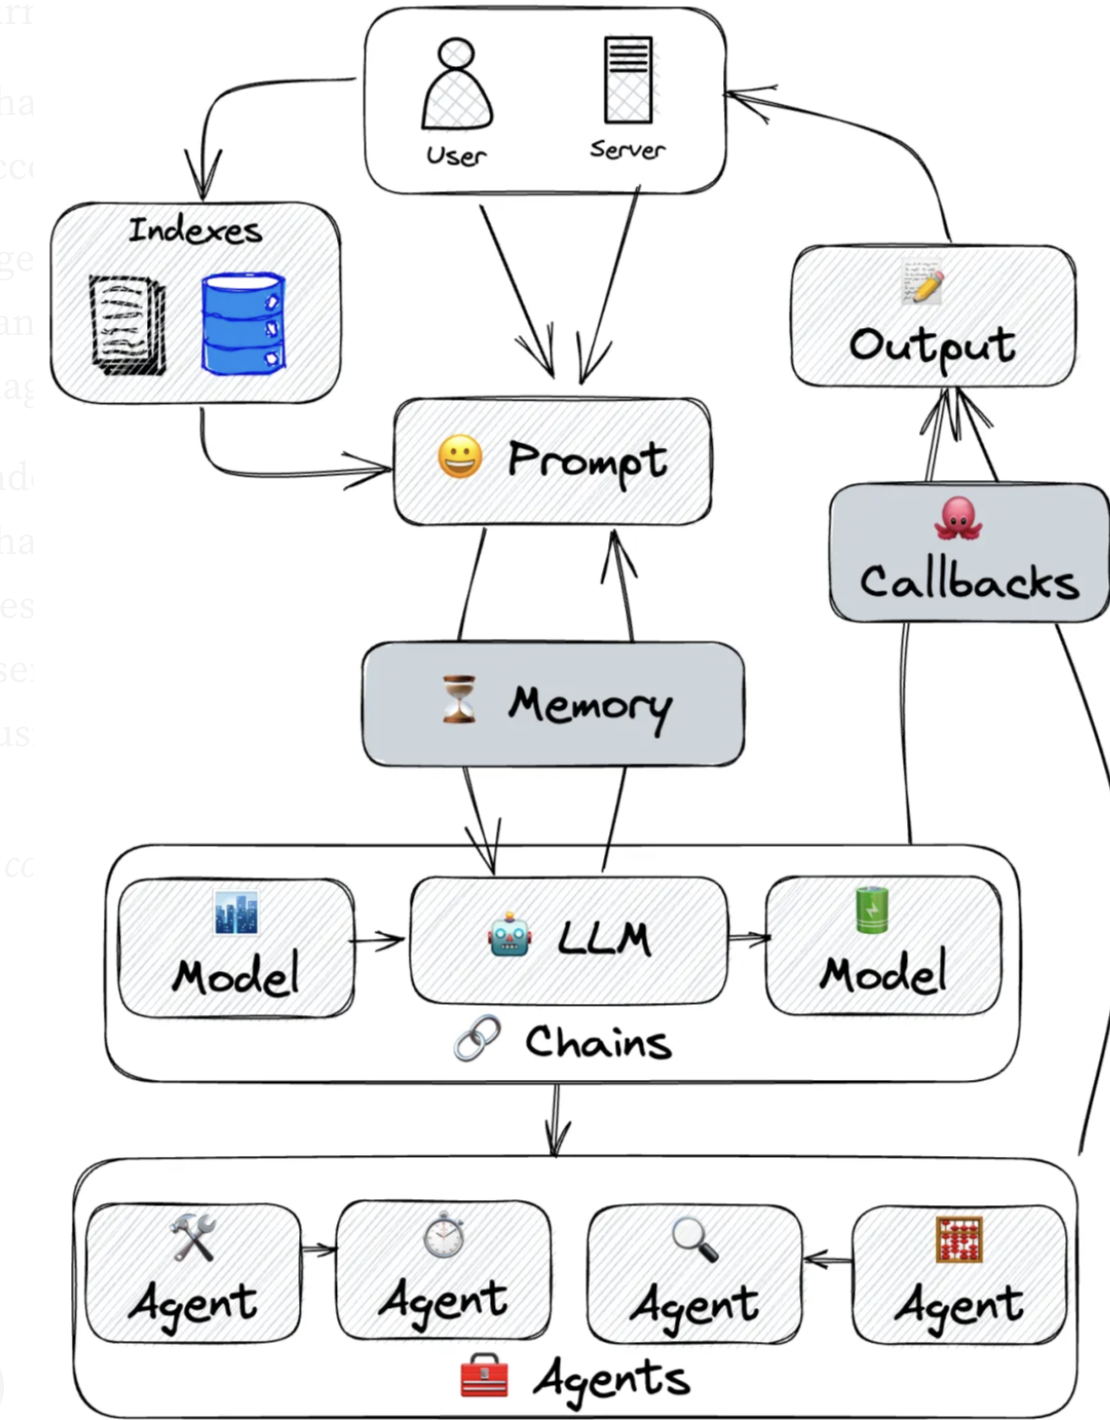 User
Server
Indexes
Output
Prompt
Callbacks
Memory
Model
LLM
Model
Chains
Agent
Agent
Agent
Agent
Agents